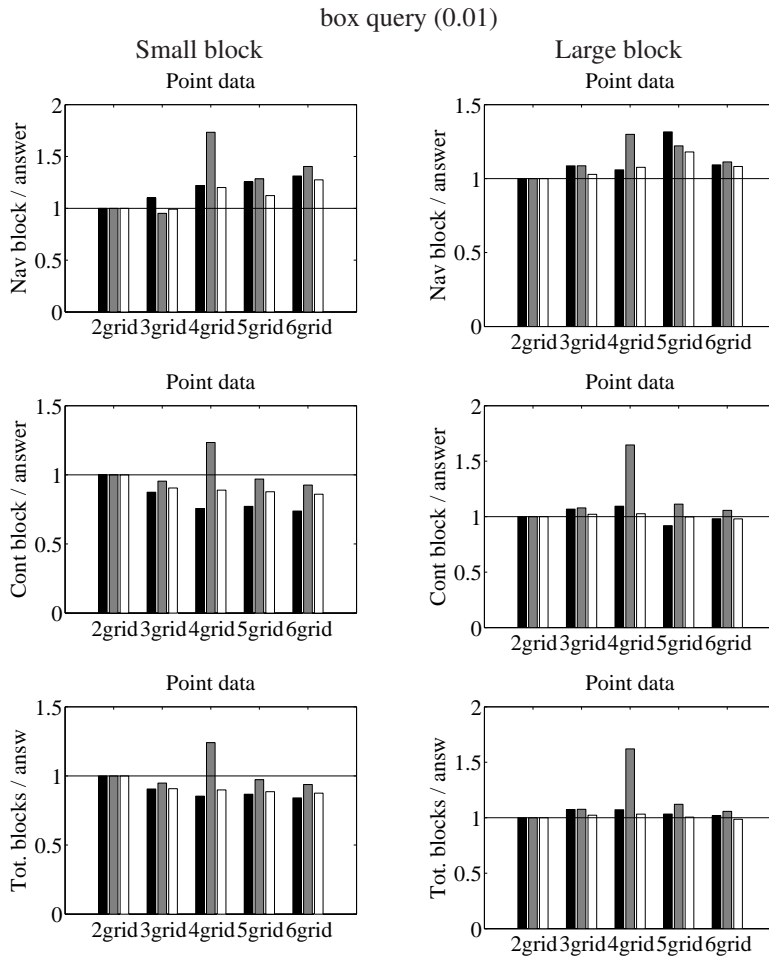 box query (0.01)
Small block
Large block
Point data
2
1.5
1
0.5
0
Nav block / answer
2grid 3grid 4grid 5grid 6grid
Point data
1.5
1
0.5
0
Nav block / answer
2grid 3grid 4grid 5grid 6grid
Point data
1.5
1
0.5
0
Cont block / answer
2grid 3grid 4grid 5grid 6grid
Point data
2
1.5
1
0.5
0
Cont block / answer
2grid 3grid 4grid 5grid 6grid
Point data
1.5
1
0.5
0
Tot. blocks / answ
2grid 3grid 4grid 5grid 6grid
Point data
2
1.5
1
0.5
0
Tot. blocks / answ
2grid 3grid 4grid 5grid 6grid